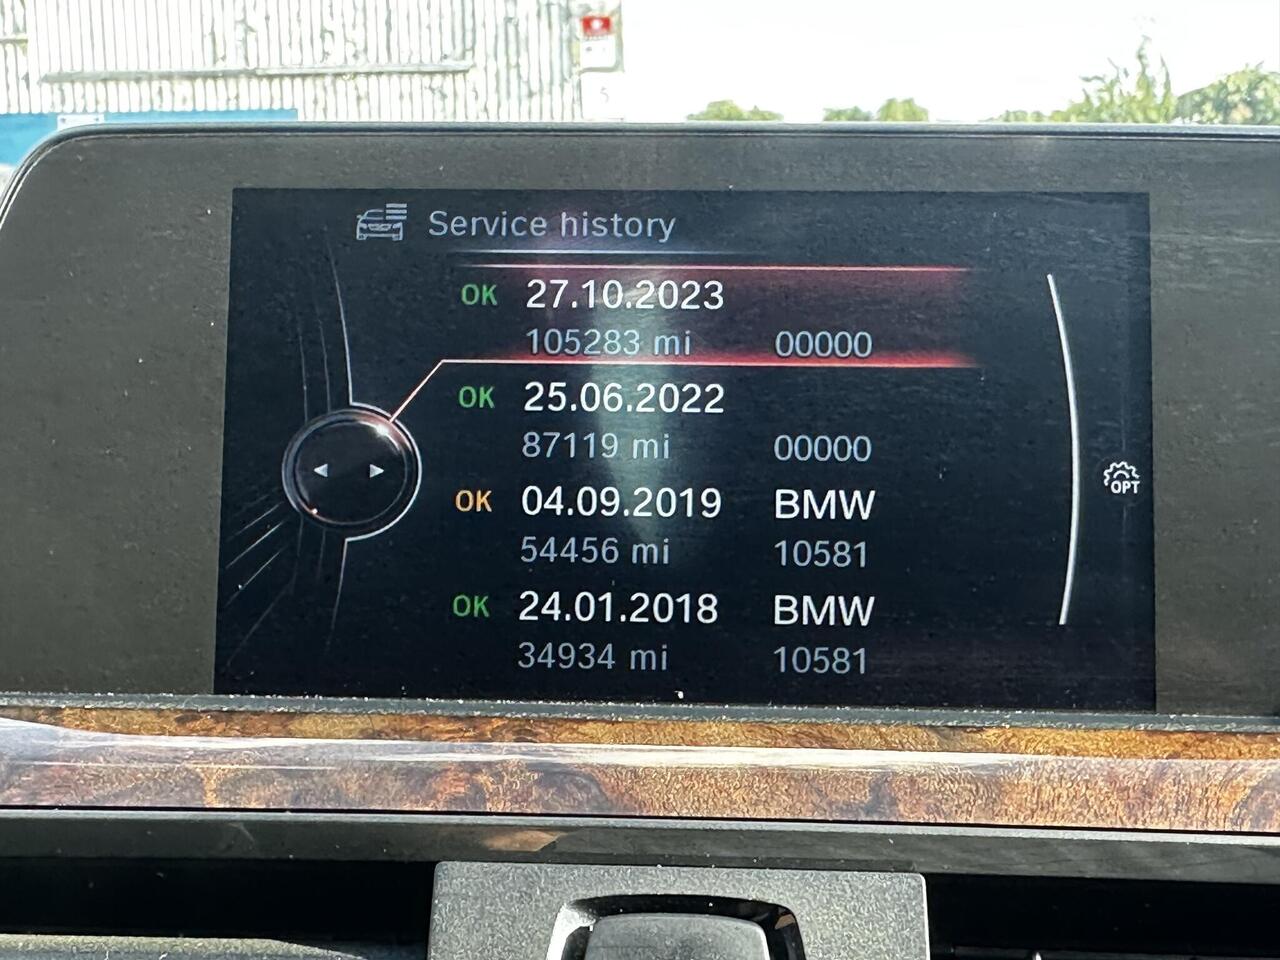 Service history
OK 27.10.2023
105283 mi 00000
OK 25.06.2022
87119 mi 00000
OK 04.09.2019 BMW
54456 mi 10581
OK 24.01.2018 BMW
34934 mi 10581
OPT
5